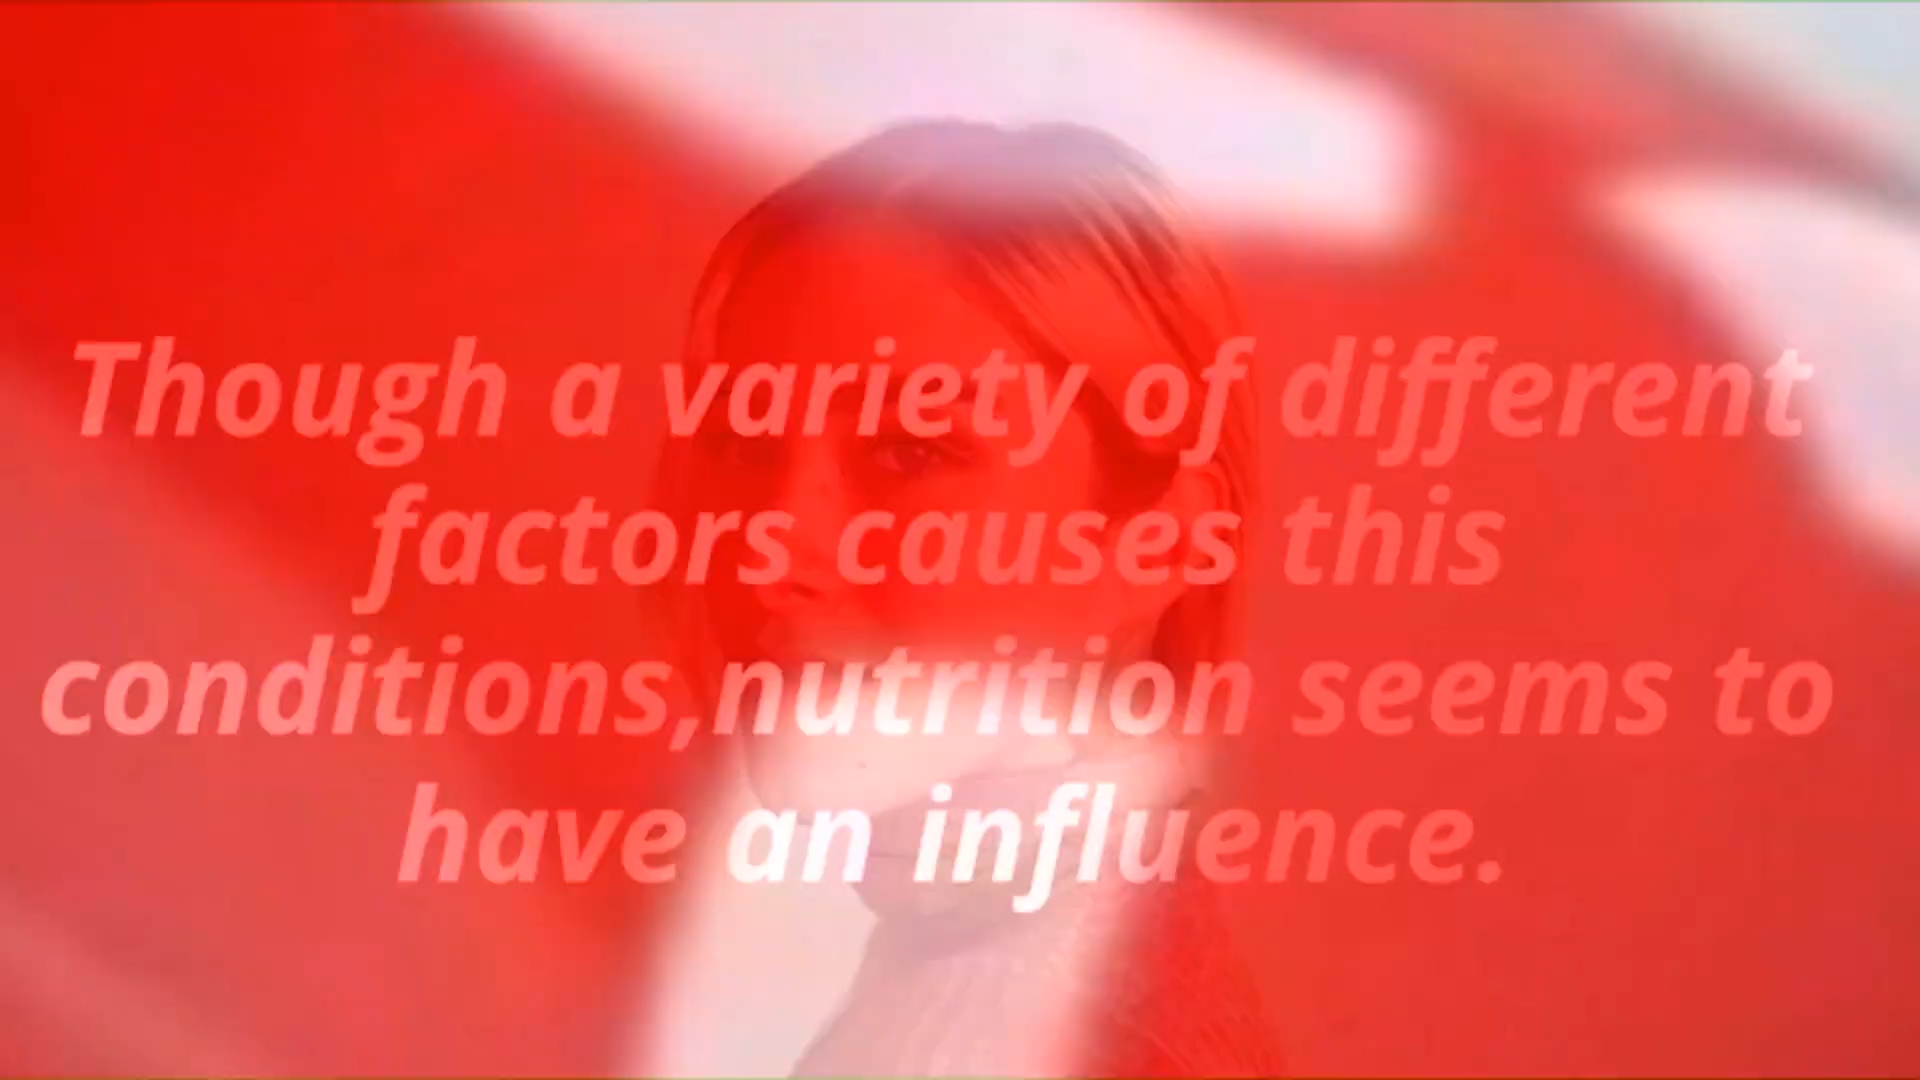 Though a variety of different
factors causes this
conditions,nutrition seems to
have an influence.